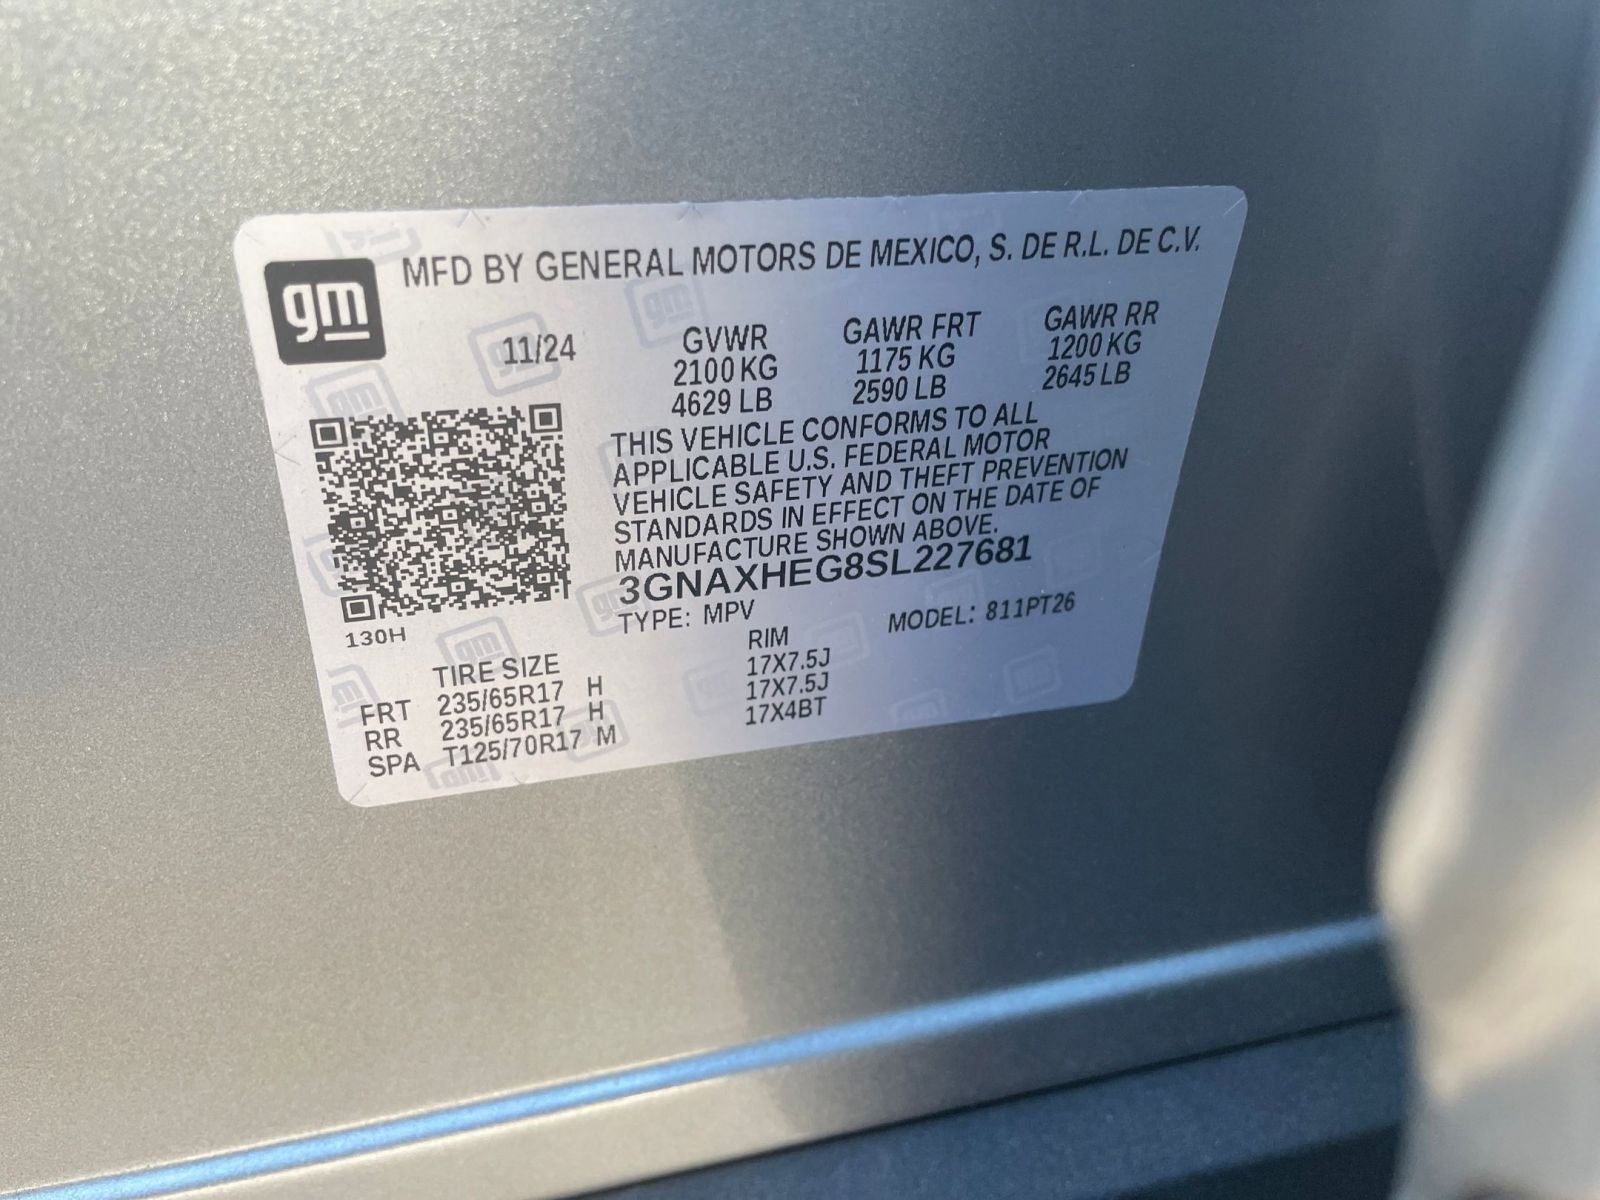 gm
MFD BY GENERAL MOTORS DE MEXICO, S. DE R.L. DE C.V.
11/24 GVWR GAWR FRT GAWR RR
2100 KG 1175 KG 1200 KG
4629 LB 2590 LB 2645 LB
THIS VEHICLE CONFORMS TO ALL
APPLICABLE U.S. FEDERAL MOTOR
VEHICLE SAFETY AND THEFT PREVENTION
STANDARDS IN EFFECT ON THE DATE OF
MANUFACTURE SHOWN ABOVE.
3GNAXHEG8SL227681
TYPE: MPV MODEL: 811PT26
130H
TIRE SIZE RIM
FRT 235/65R17 H 17X7.5J
RR 235/65R17 H 17X7.5J
SPA T125/70R17 M 17X4BT